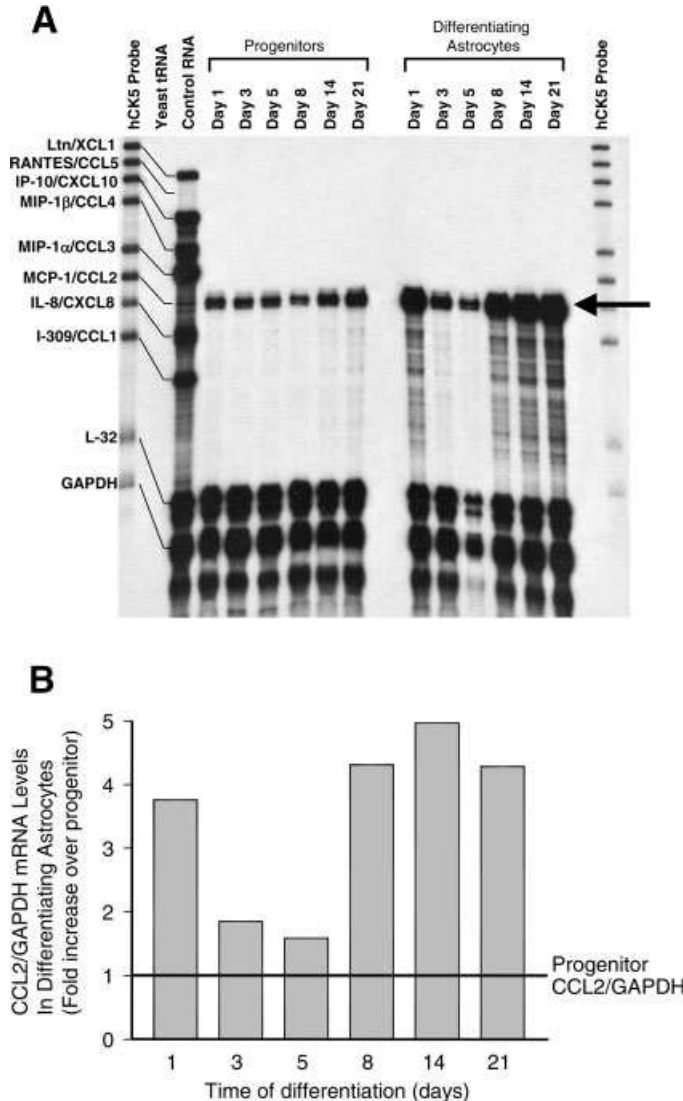 A
Progenitors
Differentiating
Astrocytes
hCK5 Probe
Yeast tRNA
Control RNA
Day 1
Day 3
Day 5
Day 8
Day 14
Day 21
Day 1
Day 3
Day 5
Day 8
Day 14
Day 21
hCK5 Probe
Ltn/XCL1
RANTES/CCL5
IP-10/CXCL10
MIP-1β/CCL4
MIP-1α/CCL3
MCP-1/CCL2
IL-8/CXCL8
I-309/CCL1
L-32
GAPDH
B
CCL2/GAPDH mRNA Levels
In Differentiating Astrocytes
(Fold increase over progenitor)
5
4
3
2
1
0
Progenitor
CCL2/GAPDH
1 3 5 8 14 21
Time of differentiation (days)